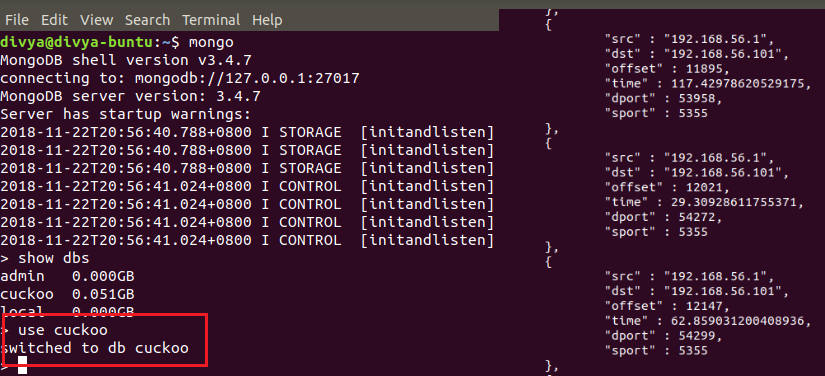 File Edit View Search Terminal Help
divya@divya-buntu:~$ mongo
MongoDB shell version v3.4.7
connecting to: mongodb://127.0.0.1:27017
MongoDB server version: 3.4.7
Server has startup warnings:
2018-11-22T20:56:40.788+0800 I STORAGE  [initandlisten]
2018-11-22T20:56:40.788+0800 I STORAGE  [initandlisten]
2018-11-22T20:56:40.788+0800 I STORAGE  [initandlisten]
2018-11-22T20:56:41.024+0800 I CONTROL  [initandlisten]
2018-11-22T20:56:41.024+0800 I CONTROL  [initandlisten]
2018-11-22T20:56:41.024+0800 I CONTROL  [initandlisten]
2018-11-22T20:56:41.024+0800 I CONTROL  [initandlisten]
> show dbs
admin   0.000GB
cuckoo  0.051GB
local   0.000GB
> use cuckoo
switched to db cuckoo
>
},
{
"src" : "192.168.56.1",
"dst" : "192.168.56.101",
"offset" : 11895,
"time" : 117.42978620529175,
"dport" : 53958,
"sport" : 5355
},
{
"src" : "192.168.56.1",
"dst" : "192.168.56.101",
"offset" : 12021,
"time" : 29.30928611755371,
"dport" : 54272,
"sport" : 5355
},
{
"src" : "192.168.56.1",
"dst" : "192.168.56.101",
"offset" : 12147,
"time" : 62.859031200408936,
"dport" : 54299,
"sport" : 5355
},